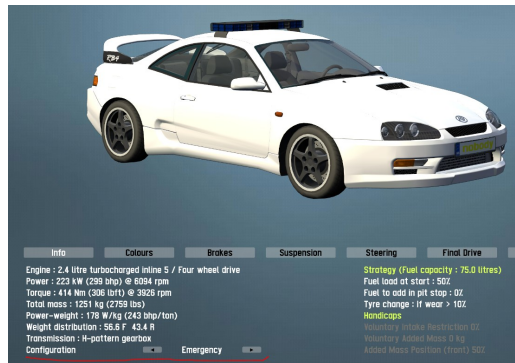 RB4
Info Colours Brakes Suspension Steering Final Drive
Engine : 2.4 litre turbocharged inline 5 / Four wheel drive
Power : 223 kW (299 bhp) @ 6094 rpm
Torque : 414 Nm (306 lbft) @ 3926 rpm
Total mass : 1251 kg (2759 lbs)
Power-weight : 178 W/kg (243 bhp/ton)
Weight distribution : 56.6 F 43.4 R
Transmission : H-pattern gearbox
Configuration Emergency
Strategy (Fuel capacity : 75.0 litres)
Fuel load at start : 50%
Fuel to add in pit stop : 0%
Tyre change : if wear > 10%
Handicaps
Voluntary Intake Restriction 0%
Voluntary Added Mass 0 kg
Added Mass Position (front) 50%